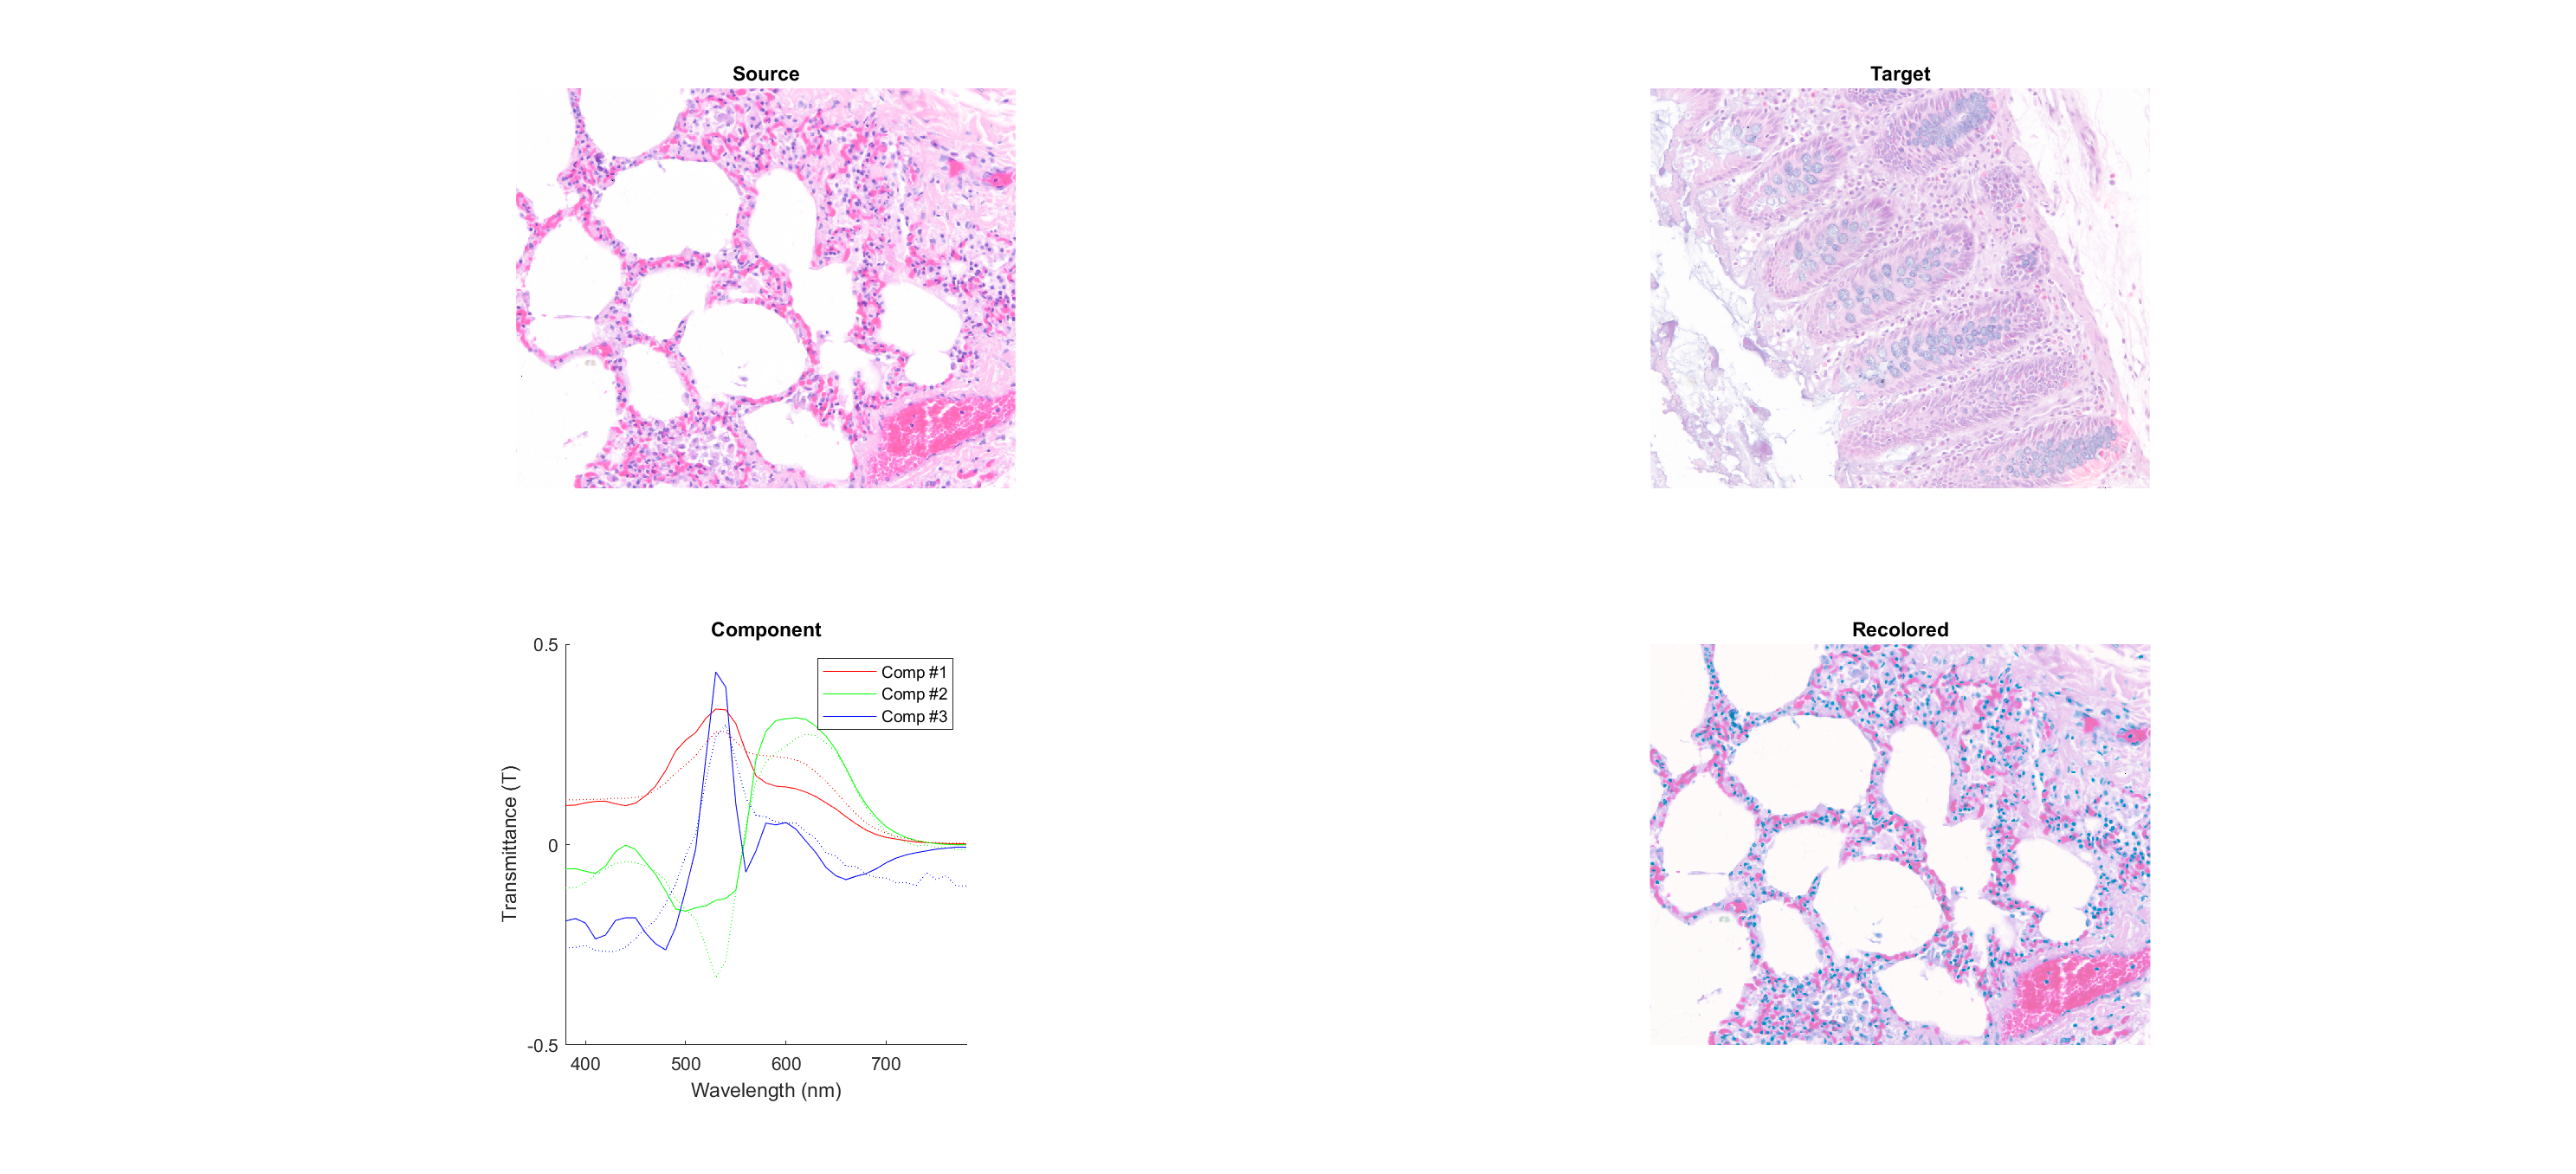 Source
Target
Component
0.5
0
-0.5
Transmittance (T)
Comp #1
Comp #2
Comp #3
400 500 600 700
Wavelength (nm)
Recolored